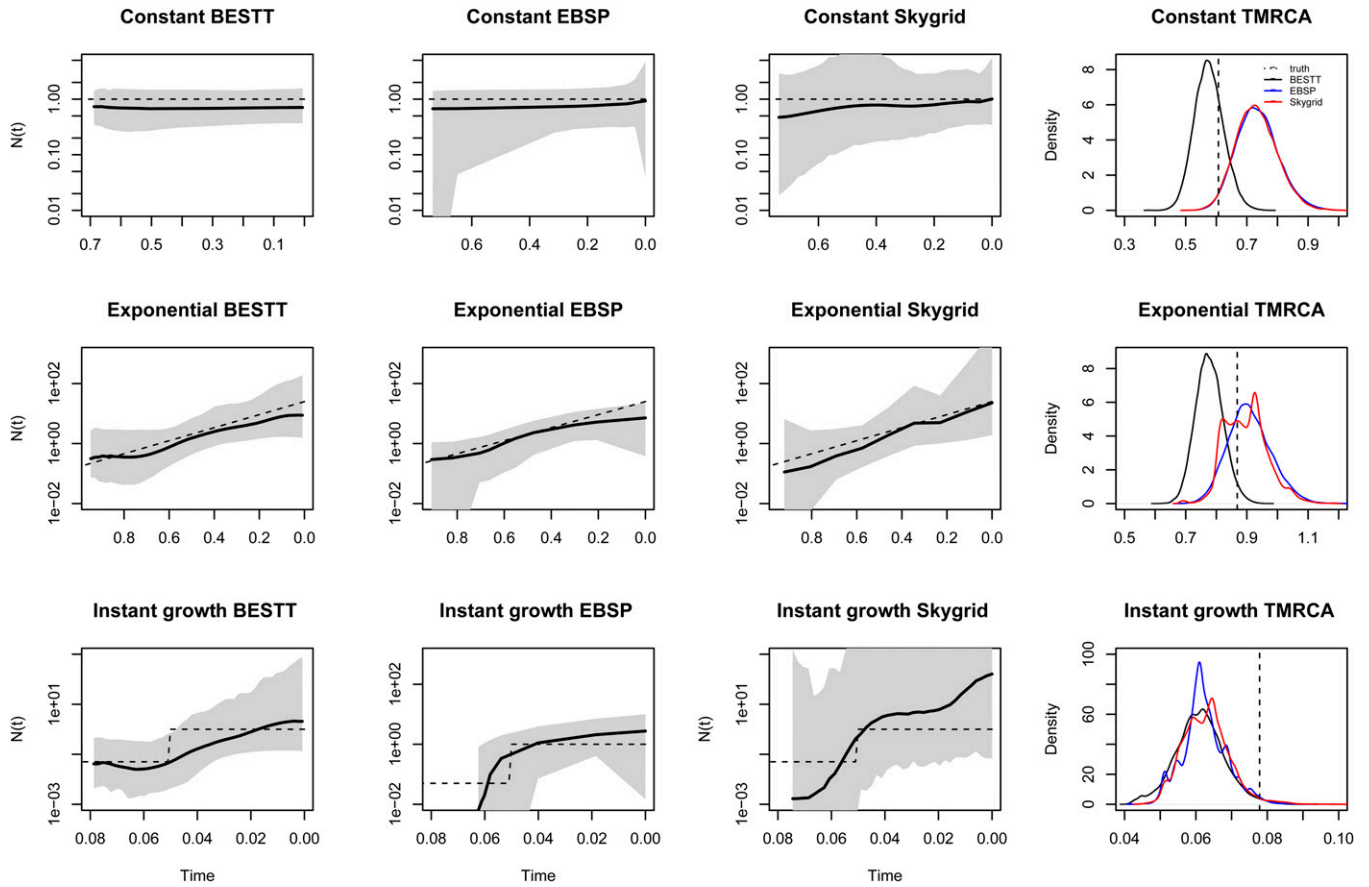 Constant BESTT
Constant EBSP
Constant Skygrid
Constant TMRCA
N(t)
1.00
0.10
0.01
0.7 0.5 0.3 0.1
1.00
0.10
0.01
0.6 0.4 0.2 0.0
1.00
0.10
0.01
0.6 0.4 0.2 0.0
Density
8
6
4
2
0
0.3 0.5 0.7 0.9
truth
BESTT
EBSP
Skygrid
Exponential BESTT
Exponential EBSP
Exponential Skygrid
Exponential TMRCA
N(t)
1e+02
1e+00
1e-02
0.8 0.6 0.4 0.2 0.0
1e+02
1e+00
1e-02
0.8 0.6 0.4 0.2 0.0
1e+02
1e+00
1e-02
0.8 0.6 0.4 0.2 0.0
Density
8
6
4
2
0
0.5 0.7 0.9 1.1
Instant growth BESTT
Instant growth EBSP
Instant growth Skygrid
Instant growth TMRCA
N(t)
1e+01
1e-03
0.08 0.06 0.04 0.02 0.00
Time
1e+02
1e+00
1e-02
0.08 0.06 0.04 0.02 0.00
Time
N(t)
1e+01
1e-03
0.08 0.06 0.04 0.02 0.00
Time
Density
100
60
40
20
0
0.04 0.06 0.08 0.10